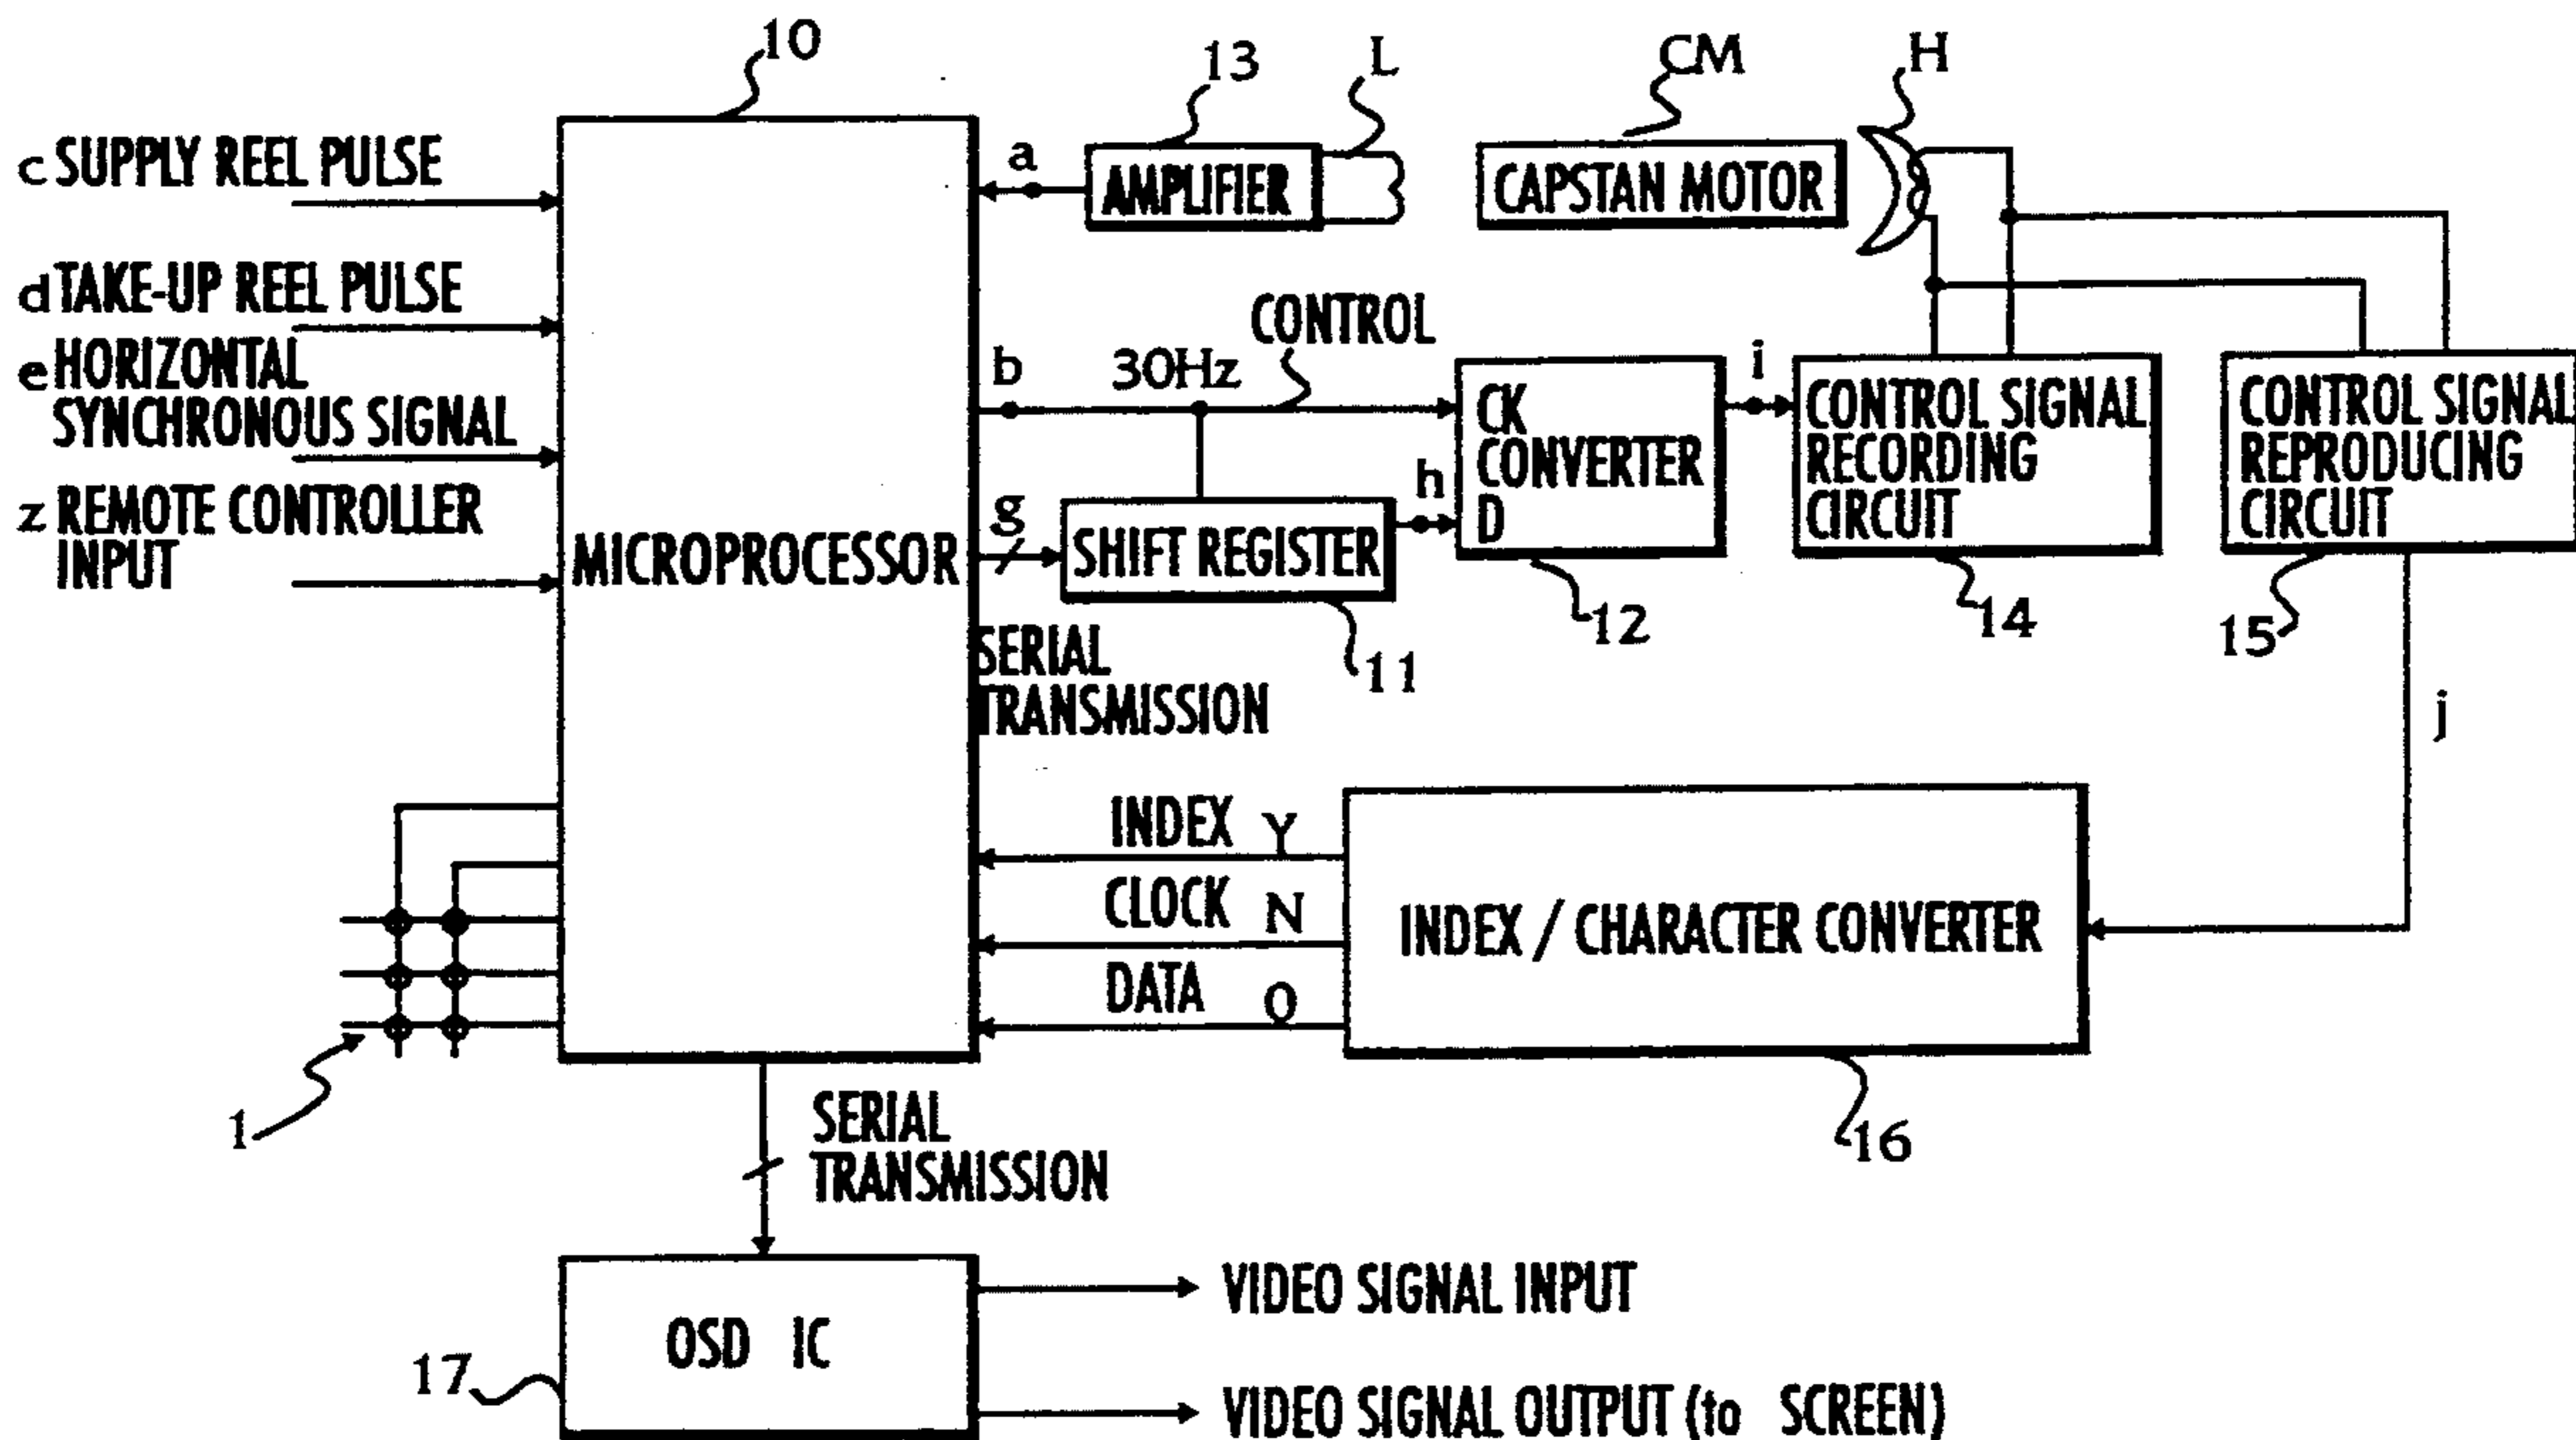 10
13
L
CM
H
c SUPPLY REEL PULSE
a
AMPLIFIER
CAPSTAN MOTOR
d TAKE-UP REEL PULSE
e HORIZONTAL
SYNCHRONOUS SIGNAL
z REMOTE CONTROLLER
INPUT
MICROPROCESSOR
b
30Hz
CONTROL
g
SHIFT REGISTER
11
h
CK
CONVERTER
D
12
i
CONTROL SIGNAL
RECORDING
CIRCUIT
14
CONTROL SIGNAL
REPRODUCING
CIRCUIT
15
j
SERIAL
TRANSMISSION
INDEX Y
CLOCK N
DATA Q
INDEX / CHARACTER CONVERTER
16
1
SERIAL
TRANSMISSION
OSD IC
17
VIDEO SIGNAL INPUT
VIDEO SIGNAL OUTPUT (to SCREEN)